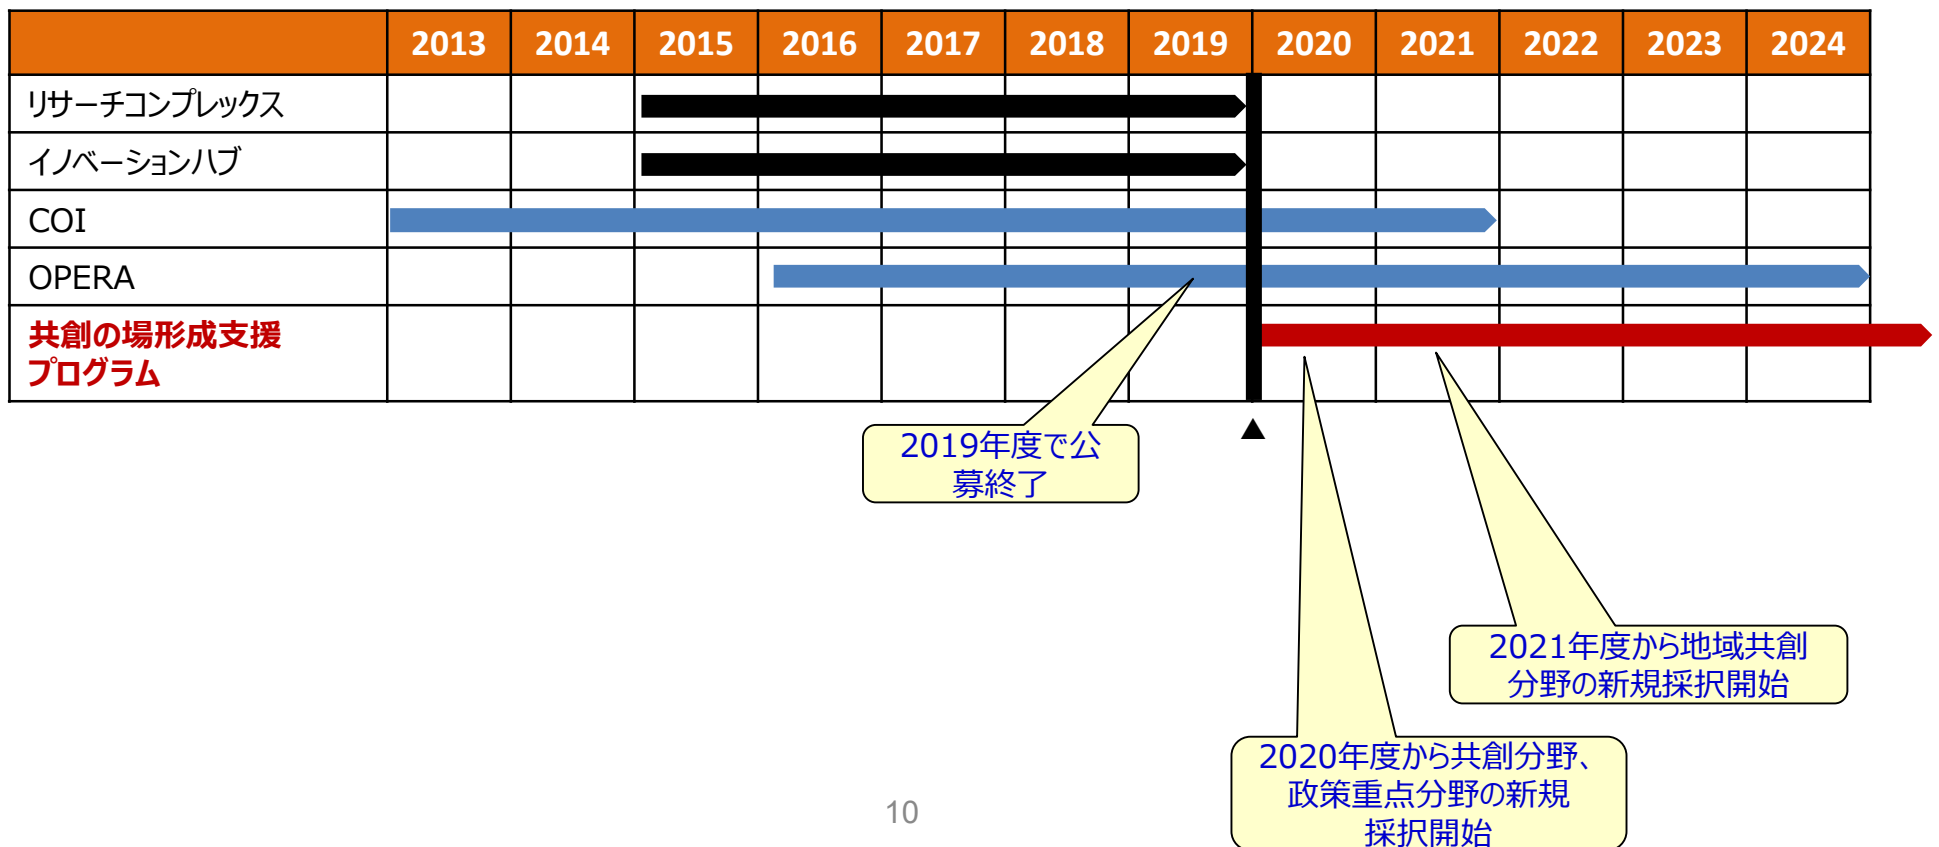 2013 2014 2015 2016 2017 2018 2019 2020 2021 2022 2023 2024
リサーチコンプレックス
イノベーションハブ
COI
OPERA
共創の場形成支援
プログラム
2019年度で公
募終了
2021年度から地域共創
分野の新規採択開始
2020年度から共創分野、
政策重点分野の新規
採択開始
10